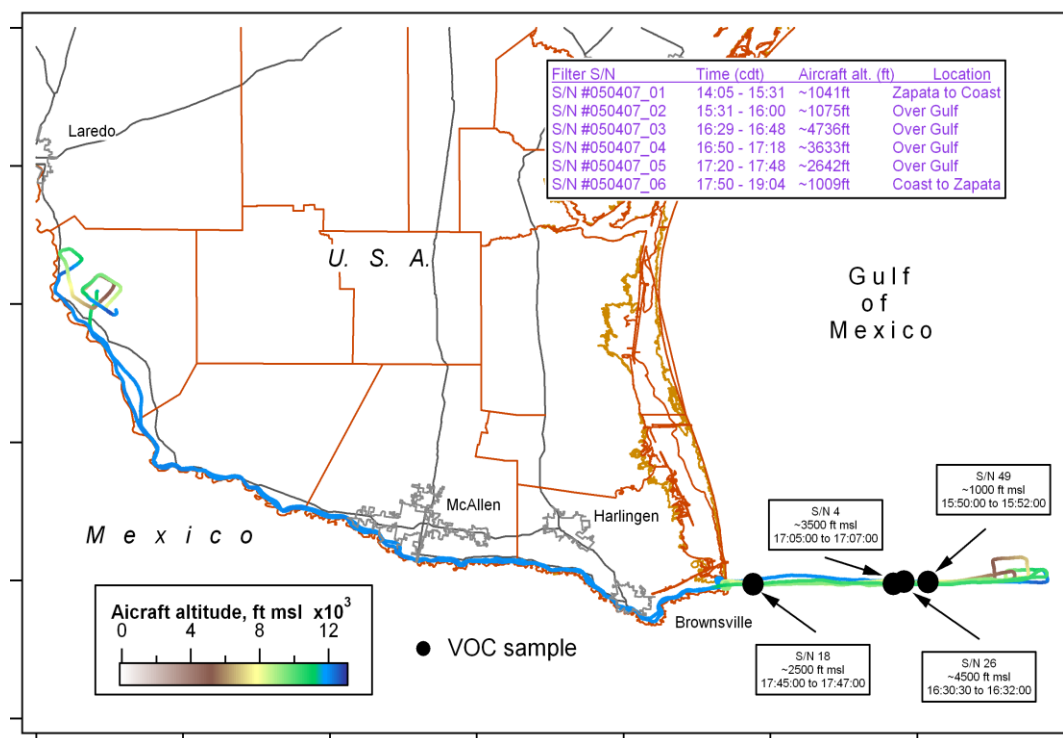 Filter S/N Time (cdt) Aircraft alt. (ft) Location
S/N #050407_01 14:05 - 15:31 ~1041ft Zapata to Coast
S/N #050407_02 15:31 - 16:00 ~1075ft Over Gulf
S/N #050407_03 16:29 - 16:48 ~4736ft Over Gulf
S/N #050407_04 16:50 - 17:18 ~3633ft Over Gulf
S/N #050407_05 17:20 - 17:48 ~2642ft Over Gulf
S/N #050407_06 17:50 - 19:04 ~1009ft Coast to Zapata
Laredo
U. S. A.
Gulf
of
Mexico
McAllen
Harlingen
Mexico
Brownsville
S/N 49
~1000 ft msl
15:50:00 to 15:52:00
S/N 4
~3500 ft msl
17:05:00 to 17:07:00
S/N 18
~2500 ft msl
17:45:00 to 17:47:00
S/N 26
~4500 ft msl
16:30:30 to 16:32:00
Aicraft altitude, ft msl x10³
0 4 8 12
VOC sample